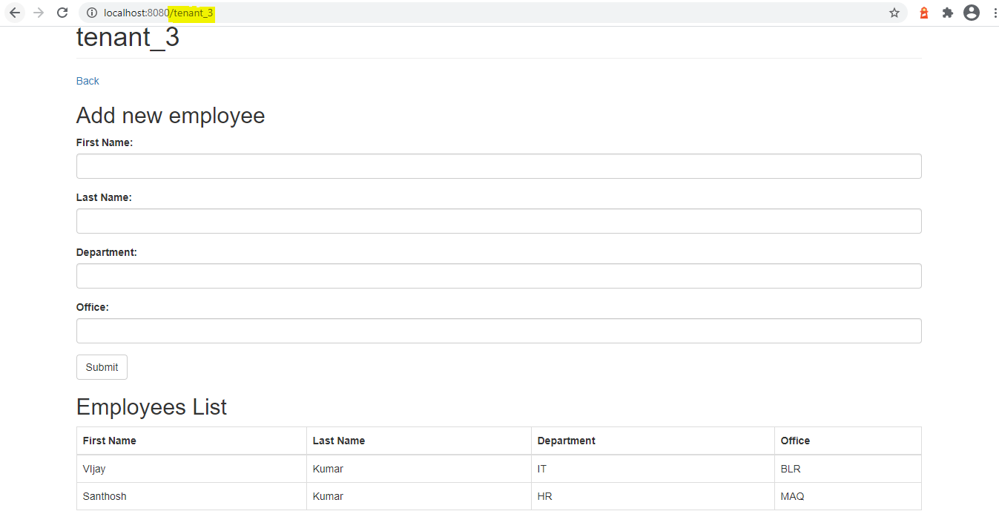 localhost:8080/tenant_3
tenant_3
Back
Add new employee
First Name:
Last Name:
Department:
Office:
Submit
Employees List
First Name Last Name Department Office
VIjay Kumar IT BLR
Santhosh Kumar HR MAQ